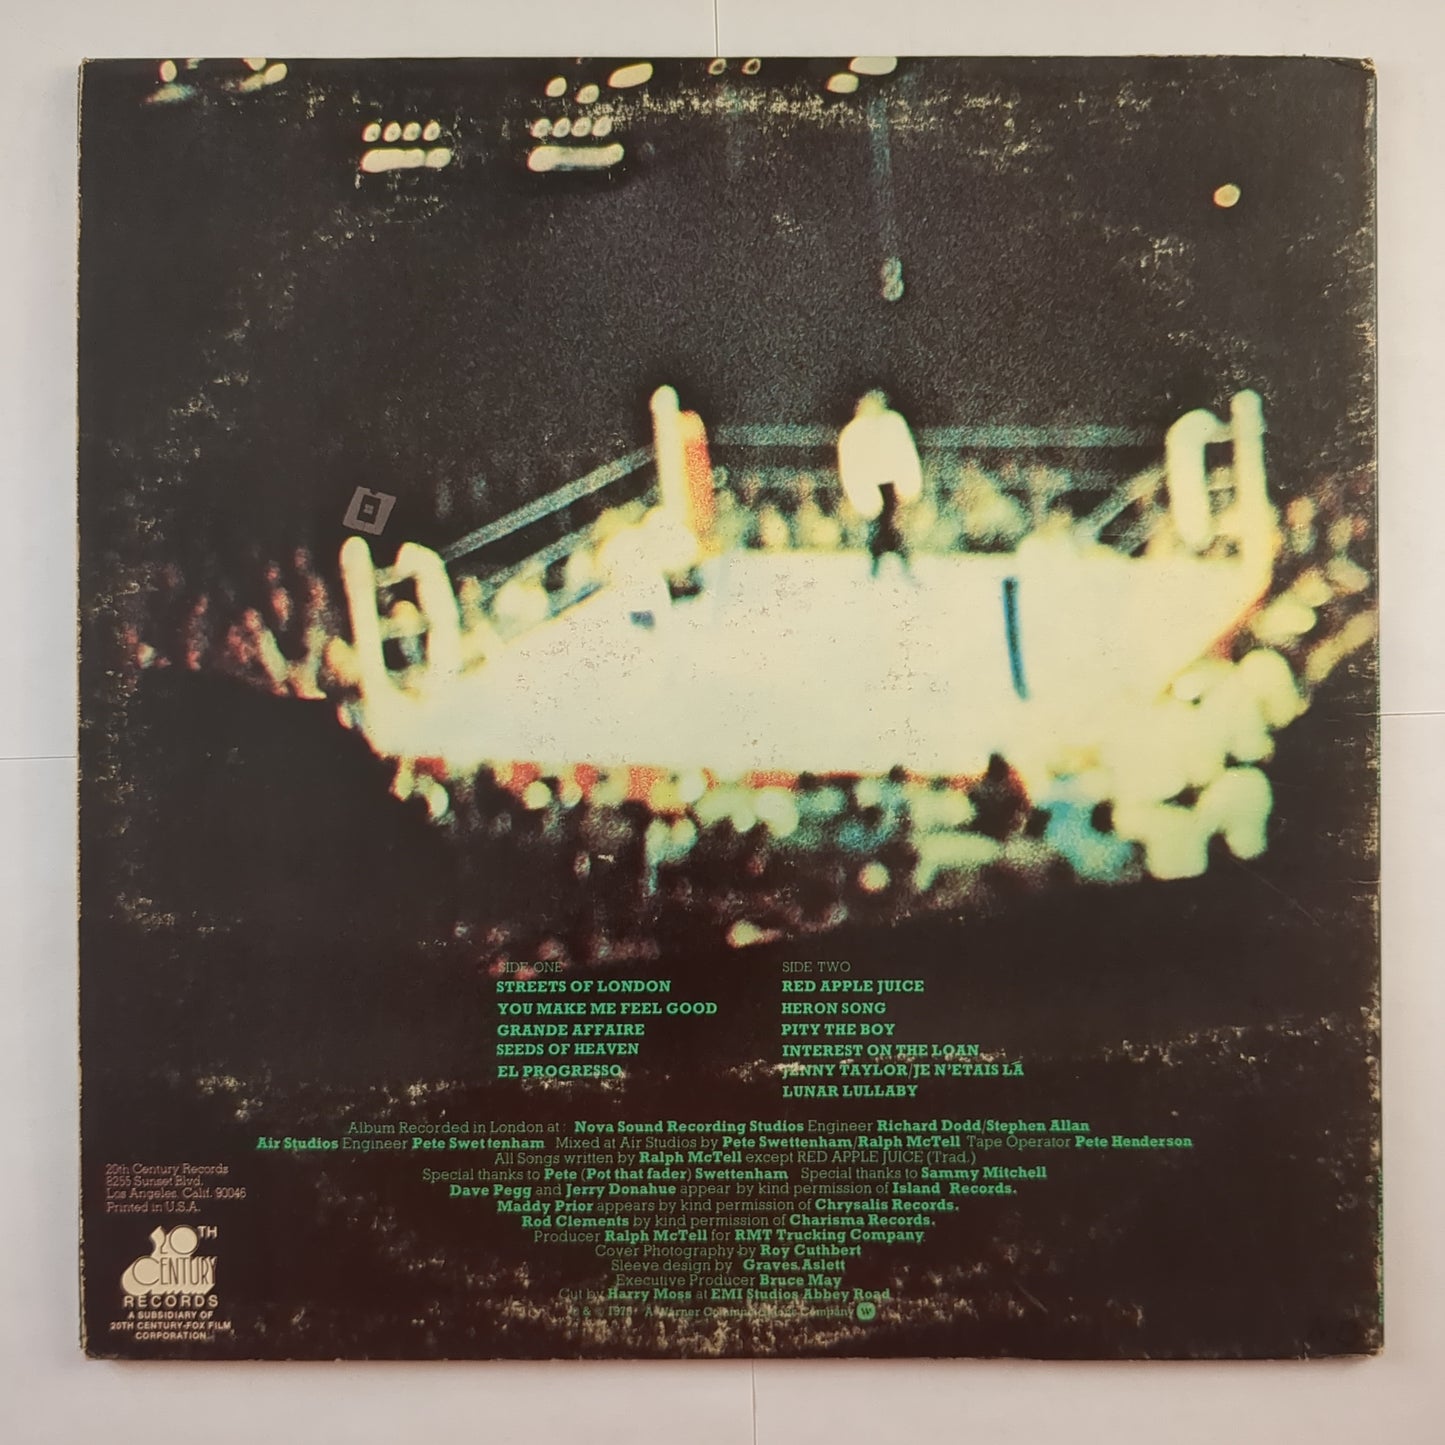 SIDE ONE
STREETS OF LONDON
YOU MAKE ME FEEL GOOD
GRANDE AFFAIRE
SEEDS OF HEAVEN
EL PROGRESSO
SIDE TWO
RED APPLE JUICE
HERON SONG
PITY THE BOY
INTEREST ON THE LOAN
JENNY TAYLOR/JE N'ETAIS LÁ
LUNAR LULLABY
Album Recorded in London at: Nova Sound Recording Studios Engineer Richard Dodd/Stephen Allan
Air Studios Engineer Pete Swettenham Mixed at Air Studios by Pete Swettenham/Ralph McTell Tape Operator Pete Henderson
All Songs written by Ralph McTell except RED APPLE JUICE (Trad.)
Special thanks to Pete (Pot that fader) Swettenham Special thanks to Sammy Mitchell
Dave Pegg and Jerry Donahue appear by kind permission of Island Records.
Maddy Prior appears by kind permission of Chrysalis Records.
Rod Clements by kind permission of Charisma Records.
Producer Ralph McTell for RMT Trucking Company
Cover Photography by Roy Cuthbert
Sleeve design by Graves Aslett
Executive Producer Bruce May
Cut by Harry Moss at EMI Studios Abbey Road
& © A Warner Company
20th Century Records
8255 Sunset Blvd.
Los Angeles, Calif. 90046
Printed in U.S.A.
20TH
CENTURY
RECORDS
A SUBSIDIARY OF
20TH CENTURY-FOX FILM
CORPORATION